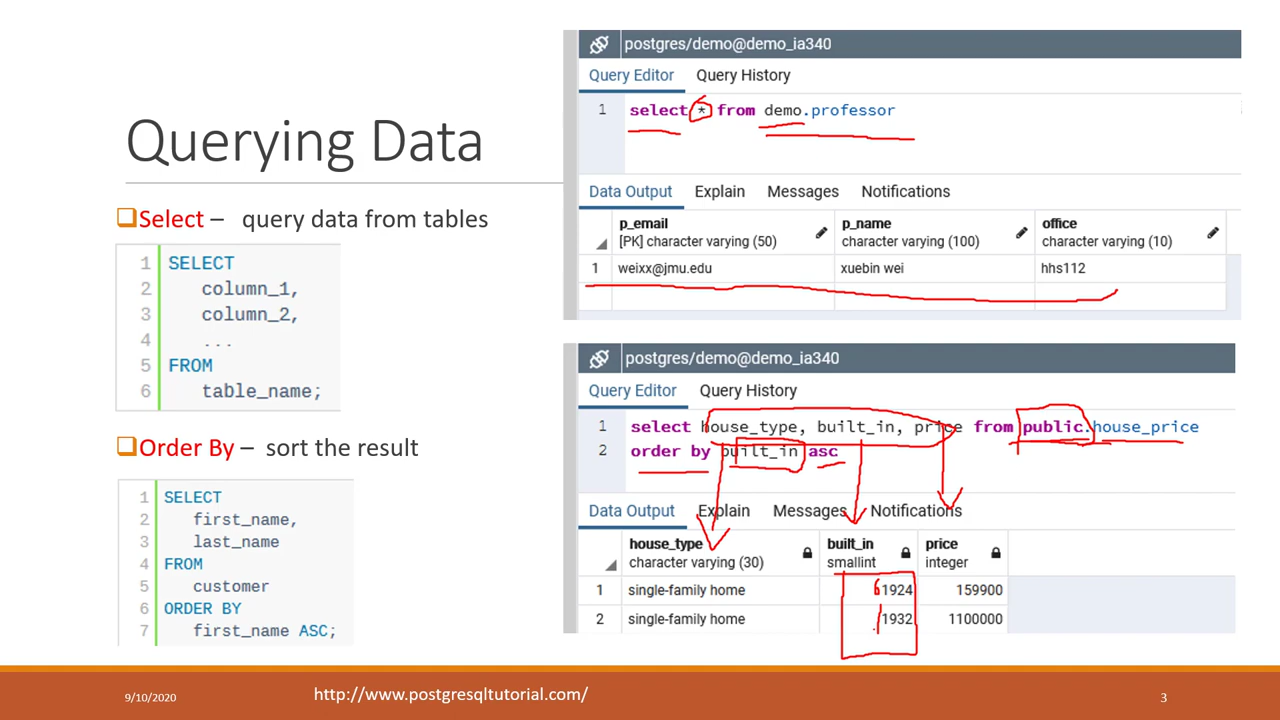 Querying Data
Select – query data from tables
1 SELECT
2 column_1,
3 column_2,
4 ...
5 FROM
6 table_name;
Order By – sort the result
1 SELECT
2 first_name,
3 last_name
4 FROM
5 customer
6 ORDER BY
7 first_name ASC;
postgres/demo@demo_ia340
Query Editor Query History
1 select * from demo.professor
Data Output Explain Messages Notifications
p_email p_name office
[PK] character varying (50) character varying (100) character varying (10)
1 weixx@jmu.edu xuebin wei hhs112
postgres/demo@demo_ia340
Query Editor Query History
1 select house_type, built_in, price from public.house_price
2 order by built_in asc
Data Output Explain Messages Notifications
house_type built_in price
character varying (30) smallint integer
1 single-family home 1924 159900
2 single-family home 1932 1100000
9/10/2020 http://www.postgresqltutorial.com/ 3